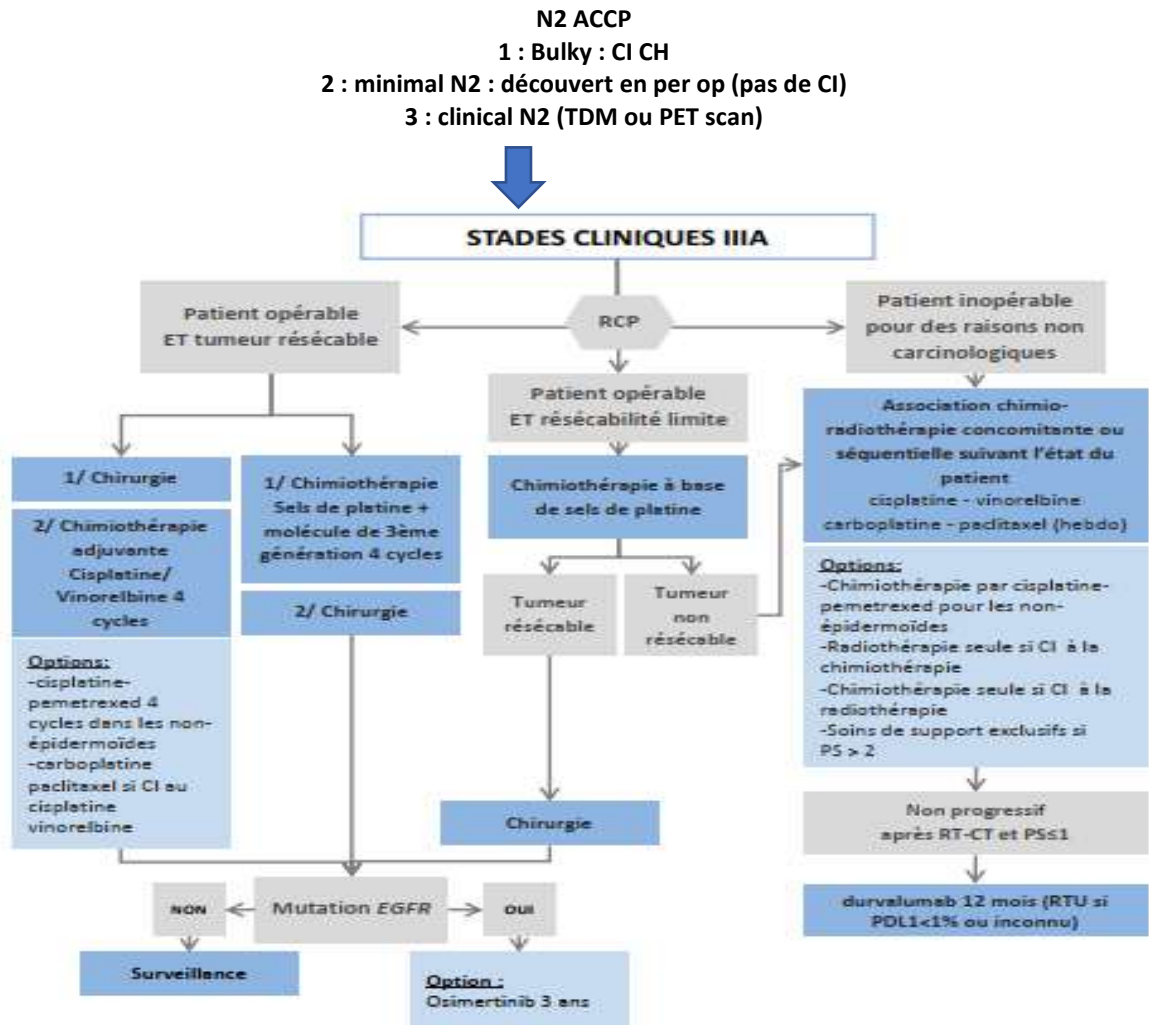 N2 ACCP
1 : Bulky : CI CH
2 : minimal N2 : découvert en per op (pas de CI)
3 : clinical N2 (TDM ou PET scan)
STADES CLINIQUES IIIA
Patient opérable
ET tumeur résécable
RCP
Patient inopérable
pour des raisons non
carcinologiques
Patient opérable
ET résécabilité limite
1/ Chirurgie
2/ Chimiothérapie
adjuvante
Cisplatine/
Vinorelbine 4
cycles
Options:
-cisplatine-
pemetrexed 4
cycles dans les non-
épidermoïdes
-carboplatine
paclitaxel si CI au
cisplatine
vinorelbine
1/ Chimiothérapie
Sels de platine +
molécule de 3ème
génération 4 cycles
2/ Chirurgie
Chimiothérapie à base
de sels de platine
Tumeur
résécable
Tumeur
non
résécable
Chirurgie
Association chimio-
radiothérapie concomitante ou
séquentielle suivant l'état du
patient
cisplatine - vinorelbine
carboplatine - paclitaxel (hebdo)
Options:
-Chimiothérapie par cisplatine-
pemetrexed pour les non-
épidermoïdes
-Radiothérapie seule si CI à la
chimiothérapie
-Chimiothérapie seule si CI à la
radiothérapie
-Soins de support exclusifs si
PS > 2
Non progressif
après RT-CT et PS≤1
durvalumab 12 mois (RTU si
PDL1<1% ou inconnu)
NON
Mutation EGFR
OUI
Surveillance
Option :
Osimertinib 3 ans